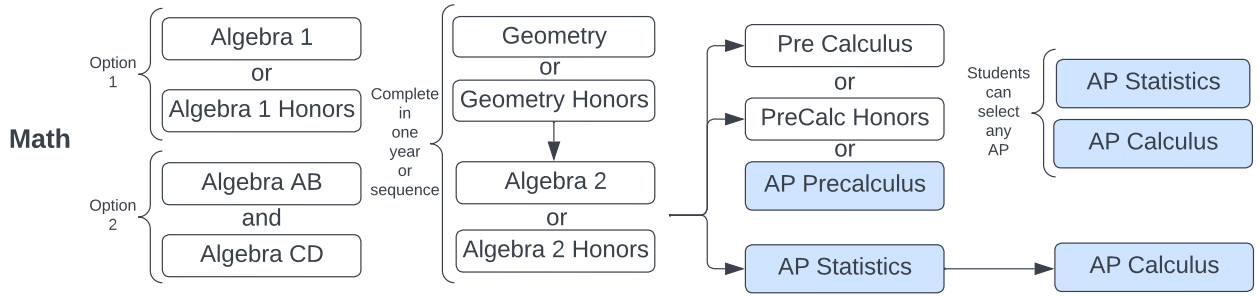 Math
Option
1
Algebra 1
or
Algebra 1 Honors
Option
2
Algebra AB
and
Algebra CD
Complete
in
one
year
or
sequence
Geometry
or
Geometry Honors
Algebra 2
or
Algebra 2 Honors
Pre Calculus
or
PreCalc Honors
or
AP Precalculus
AP Statistics
Students
can
select
any
AP
AP Statistics
AP Calculus
AP Calculus